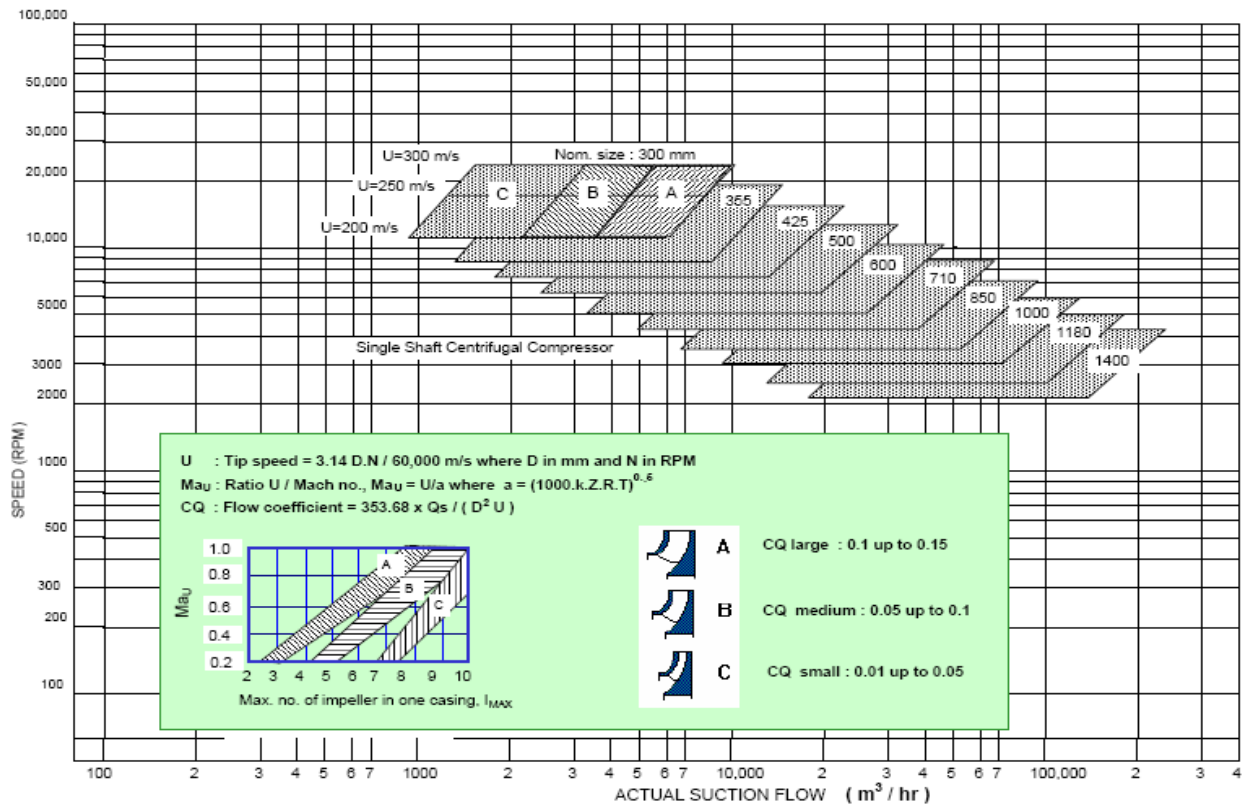 100,000
50,000
30,000
20,000
10,000
5000
3000
2000
1000
500
300
200
100
SPEED (RPM)
U=300 m/s
U=250 m/s
U=200 m/s
Nom. size : 300 mm
C
B
A
365
425
500
600
710
850
1000
1180
1400
Single Shaft Centrifugal Compressor
U : Tip speed = 3.14 D.N / 60,000 m/s where D in mm and N in RPM
MaU : Ratio U / Mach no., MaU = U/a where a = (1000.k.Z.R.T)^0.,5
CQ : Flow coefficient = 353.68 x Qs / ( D² U )
1.0
0.8
0.6
0.4
0.2
MaU
A
B
C
2 3 4 5 6 7 8 9 10
Max. no. of impeller in one casing, IMAX
A CQ large : 0.1 up to 0.15
B CQ medium : 0.05 up to 0.1
C CQ small : 0.01 up to 0.05
100 2 3 4 5 6 7 1000 2 3 4 5 6 7 10,000 2 3 4 5 6 7 100,000 2 3 4
ACTUAL SUCTION FLOW ( m³ / hr )